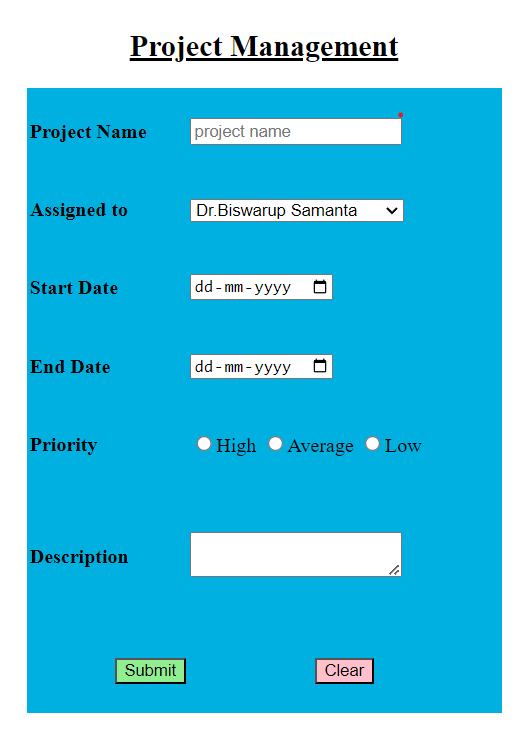 Project Management
Project Name project name *
Assigned to Dr.Biswarup Samanta
Start Date dd-mm-yyyy
End Date dd-mm-yyyy
Priority High Average Low
Description
Submit Clear